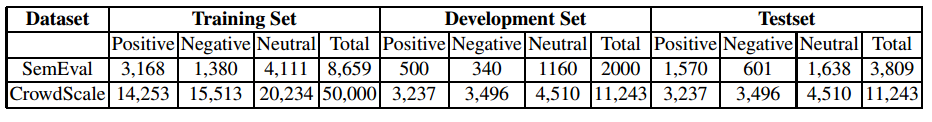 Dataset Training Set Development Set Testset
Positive Negative Neutral Total Positive Negative Neutral Total Positive Negative Neutral Total
SemEval 3,168 1,380 4,111 8,659 500 340 1160 2000 1,570 601 1,638 3,809
CrowdScale 14,253 15,513 20,234 50,000 3,237 3,496 4,510 11,243 3,237 3,496 4,510 11,243